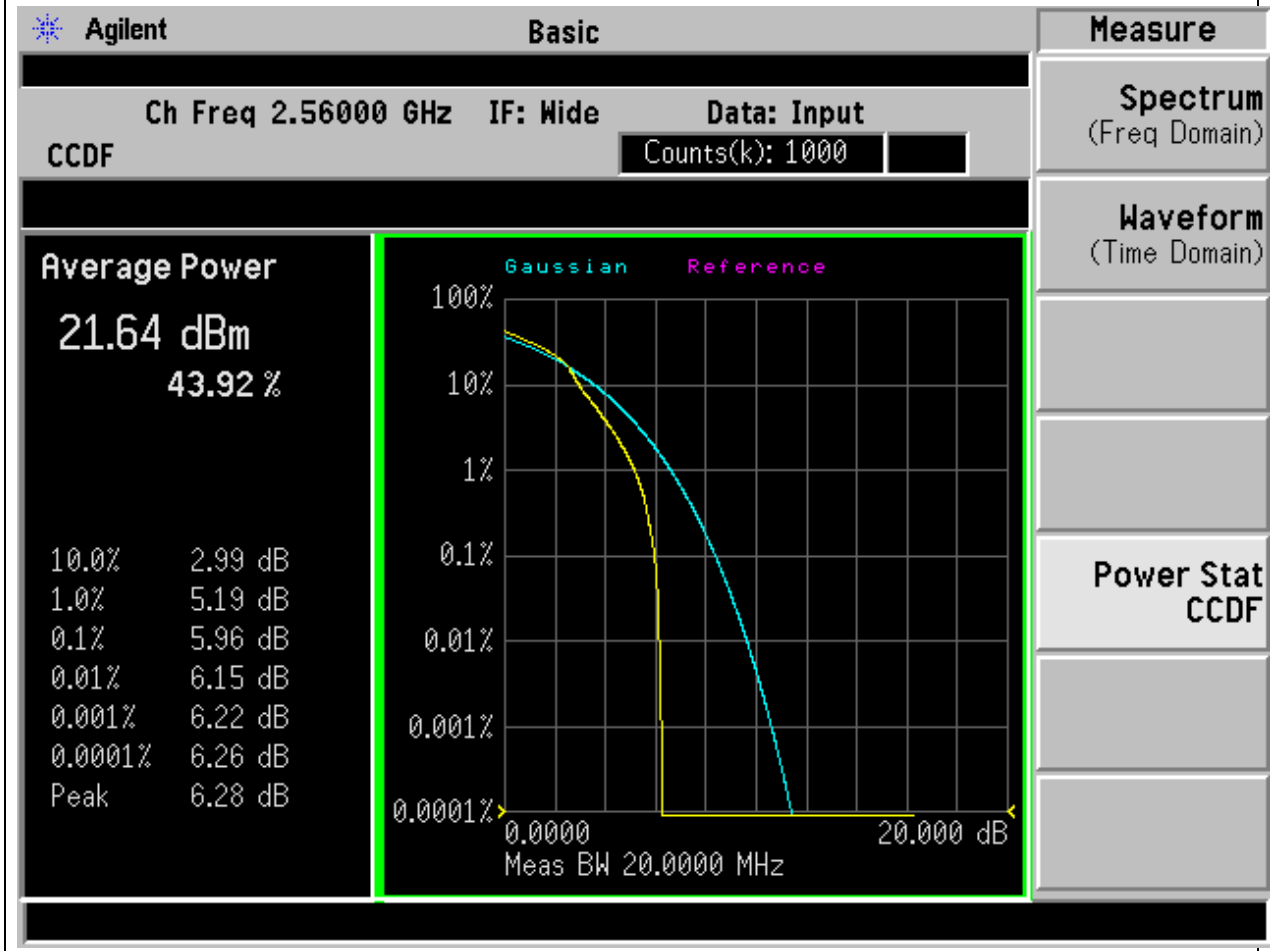 Agilent Basic Measure
Ch Freq 2.56000 GHz IF: Wide Data: Input
CCDF Counts(k): 1000
Average Power
21.64 dBm
43.92 %
10.0% 2.99 dB
1.0% 5.19 dB
0.1% 5.96 dB
0.01% 6.15 dB
0.001% 6.22 dB
0.0001% 6.26 dB
Peak 6.28 dB
Gaussian Reference
100%
10%
1%
0.1%
0.01%
0.001%
0.0001%
0.0000 20.000 dB
Meas BW 20.0000 MHz
Spectrum
(Freq Domain)
Waveform
(Time Domain)
Power Stat
CCDF